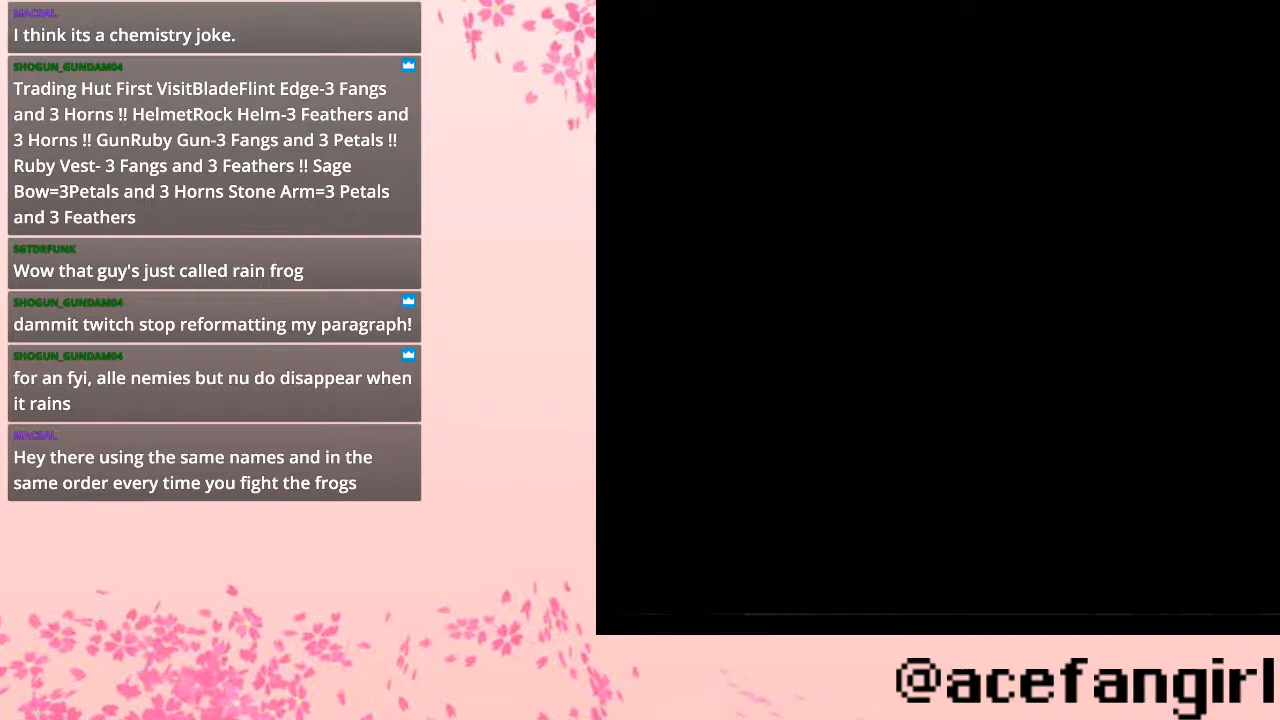 MACBAL
I think its a chemistry joke.
SHOGUN_GUNDAM04
Trading Hut First VisitBladeFlint Edge-3 Fangs
and 3 Horns !! HelmetRock Helm-3 Feathers and
3 Horns !! GunRuby Gun-3 Fangs and 3 Petals !!
Ruby Vest- 3 Fangs and 3 Feathers !! Sage
Bow=3Petals and 3 Horns Stone Arm=3 Petals
and 3 Feathers
SGTDRFUNK
Wow that guy's just called rain frog
SHOGUN_GUNDAM04
dammit twitch stop reformatting my paragraph!
SHOGUN_GUNDAM04
for an fyi, alle nemies but nu do disappear when
it rains
MACBAL
Hey there using the same names and in the
same order every time you fight the frogs
@acefangirl